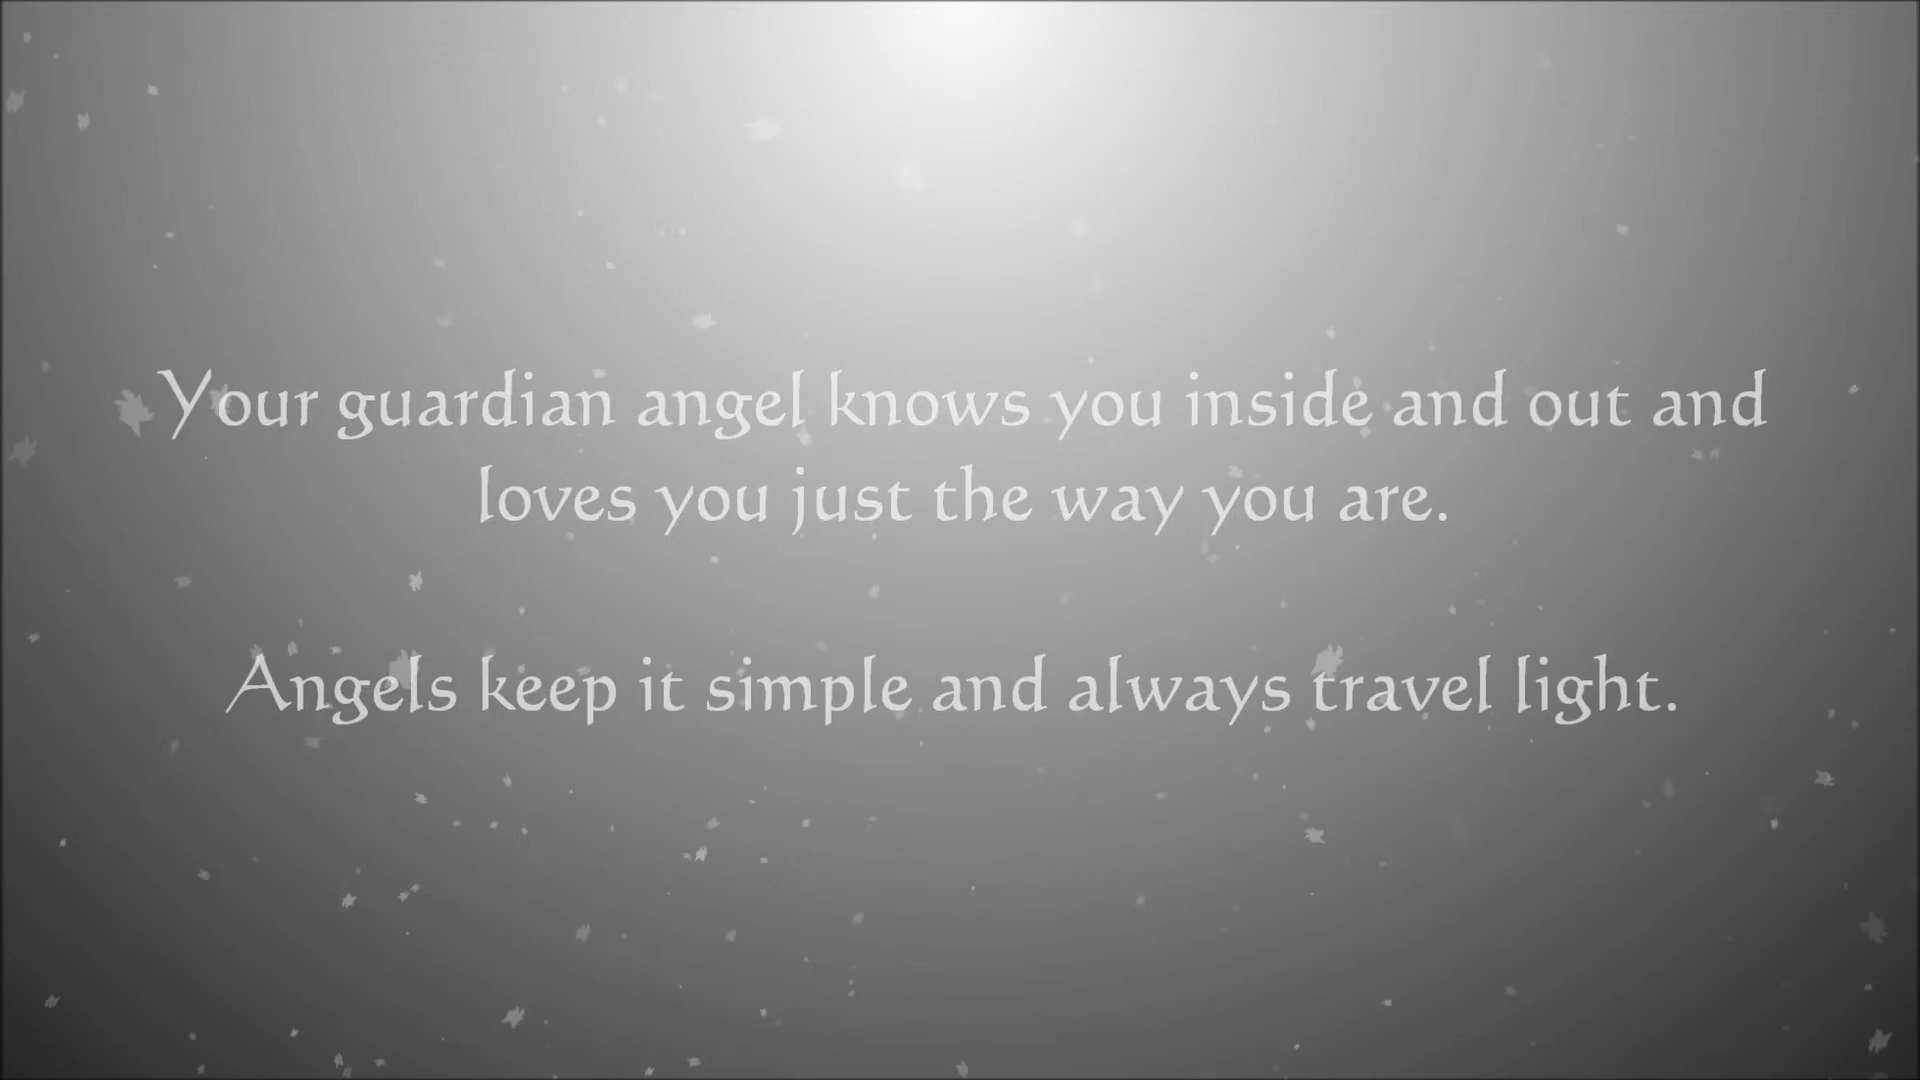 Your guardian angel knows you inside and out and
loves you just the way you are.
Angels keep it simple and always travel light.